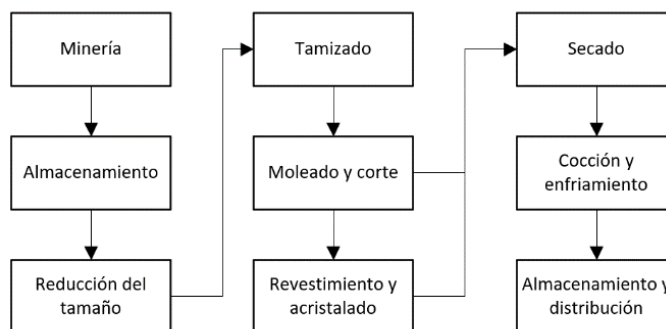 Minería
Almacenamiento
Reducción del
tamaño
Tamizado
Moleado y corte
Revestimiento y
acristalado
Secado
Cocción y
enfriamiento
Almacenamiento y
distribución